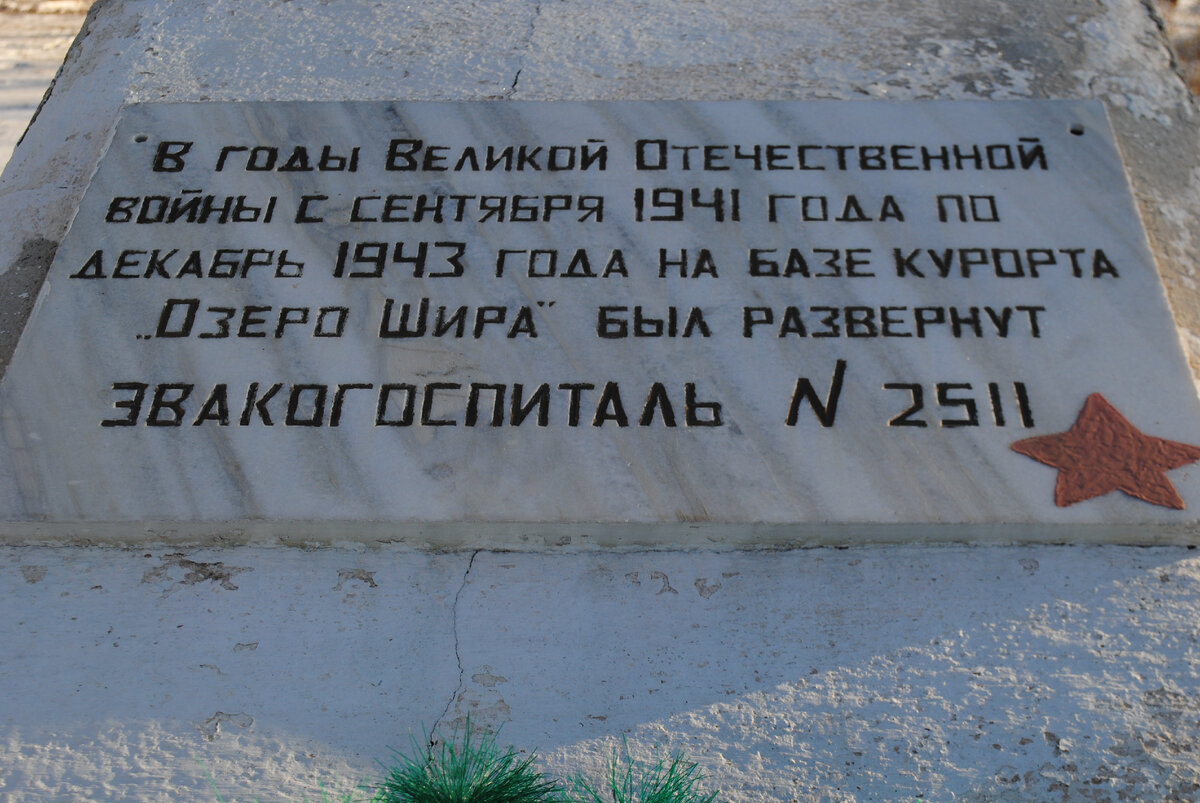 В годы Великой Отечественной
войны с сентября 1941 года по
декабрь 1943 года на базе курорта
„Озеро Шира“ был развернут
эвакогоспиталь N 2511